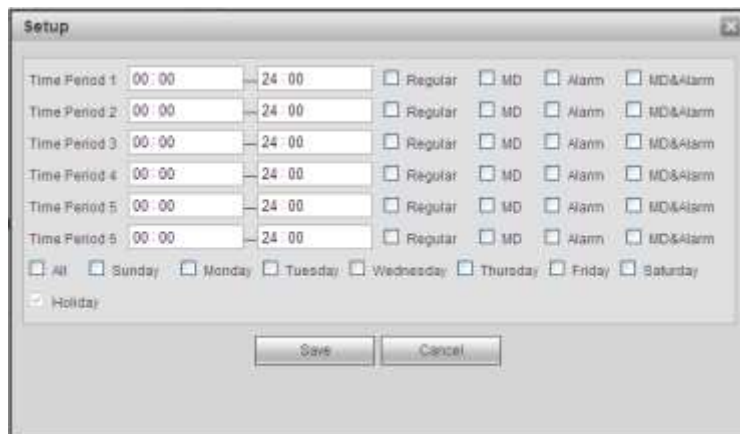 Setup
Time Period 1 00:00 — 24:00 Regular MD Alarm MD&Alarm
Time Period 2 00:00 — 24:00 Regular MD Alarm MD&Alarm
Time Period 3 00:00 — 24:00 Regular MD Alarm MD&Alarm
Time Period 4 00:00 — 24:00 Regular MD Alarm MD&Alarm
Time Period 5 00:00 — 24:00 Regular MD Alarm MD&Alarm
Time Period 6 00:00 — 24:00 Regular MD Alarm MD&Alarm
All Sunday Monday Tuesday Wednesday Thursday Friday Saturday
Holiday
Save Cancel